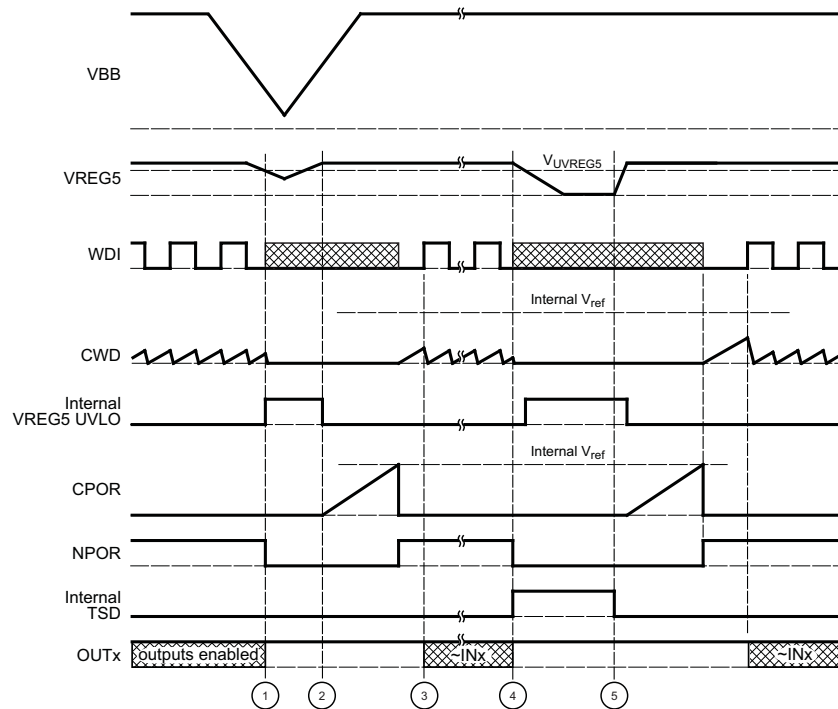 VBB
VREG5
V_UVREG5
WDI
Internal V_ref
CWD
Internal
VREG5 UVLO
Internal V_ref
CPOR
NPOR
Internal
TSD
OUTx
outputs enabled
~INx
~INx
1
2
3
4
5